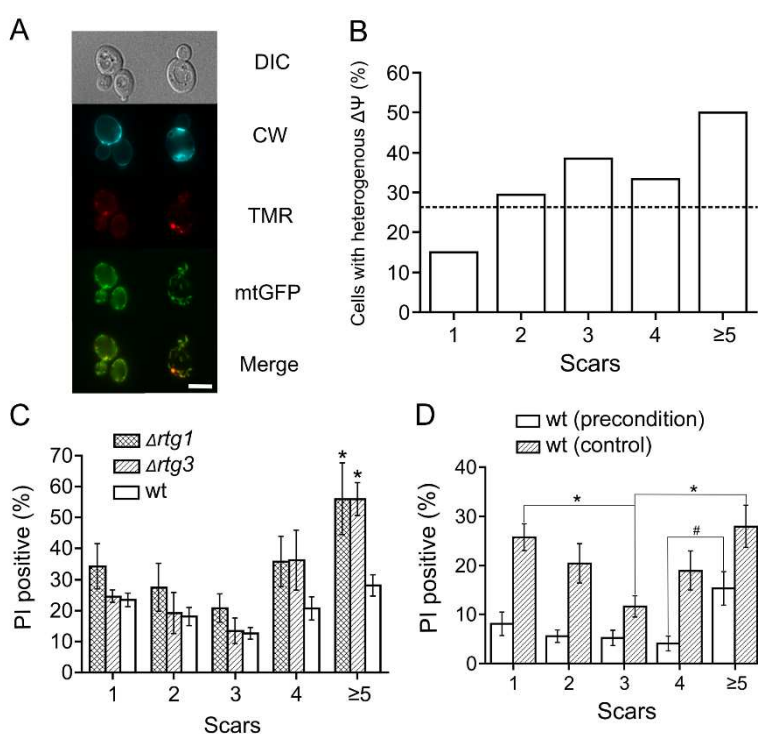 A
DIC
CW
TMR
mtGFP
Merge
B
Cells with heterogenous ΔΨ (%)
60
50
40
30
20
10
0
1 2 3 4 ≥5
Scars
C
Δrtg1
Δrtg3
wt
PI positive (%)
70
60
50
40
30
20
10
0
* *
1 2 3 4 ≥5
Scars
D
wt (precondition)
wt (control)
PI positive (%)
40
30
20
10
0
* *
#
1 2 3 4 ≥5
Scars